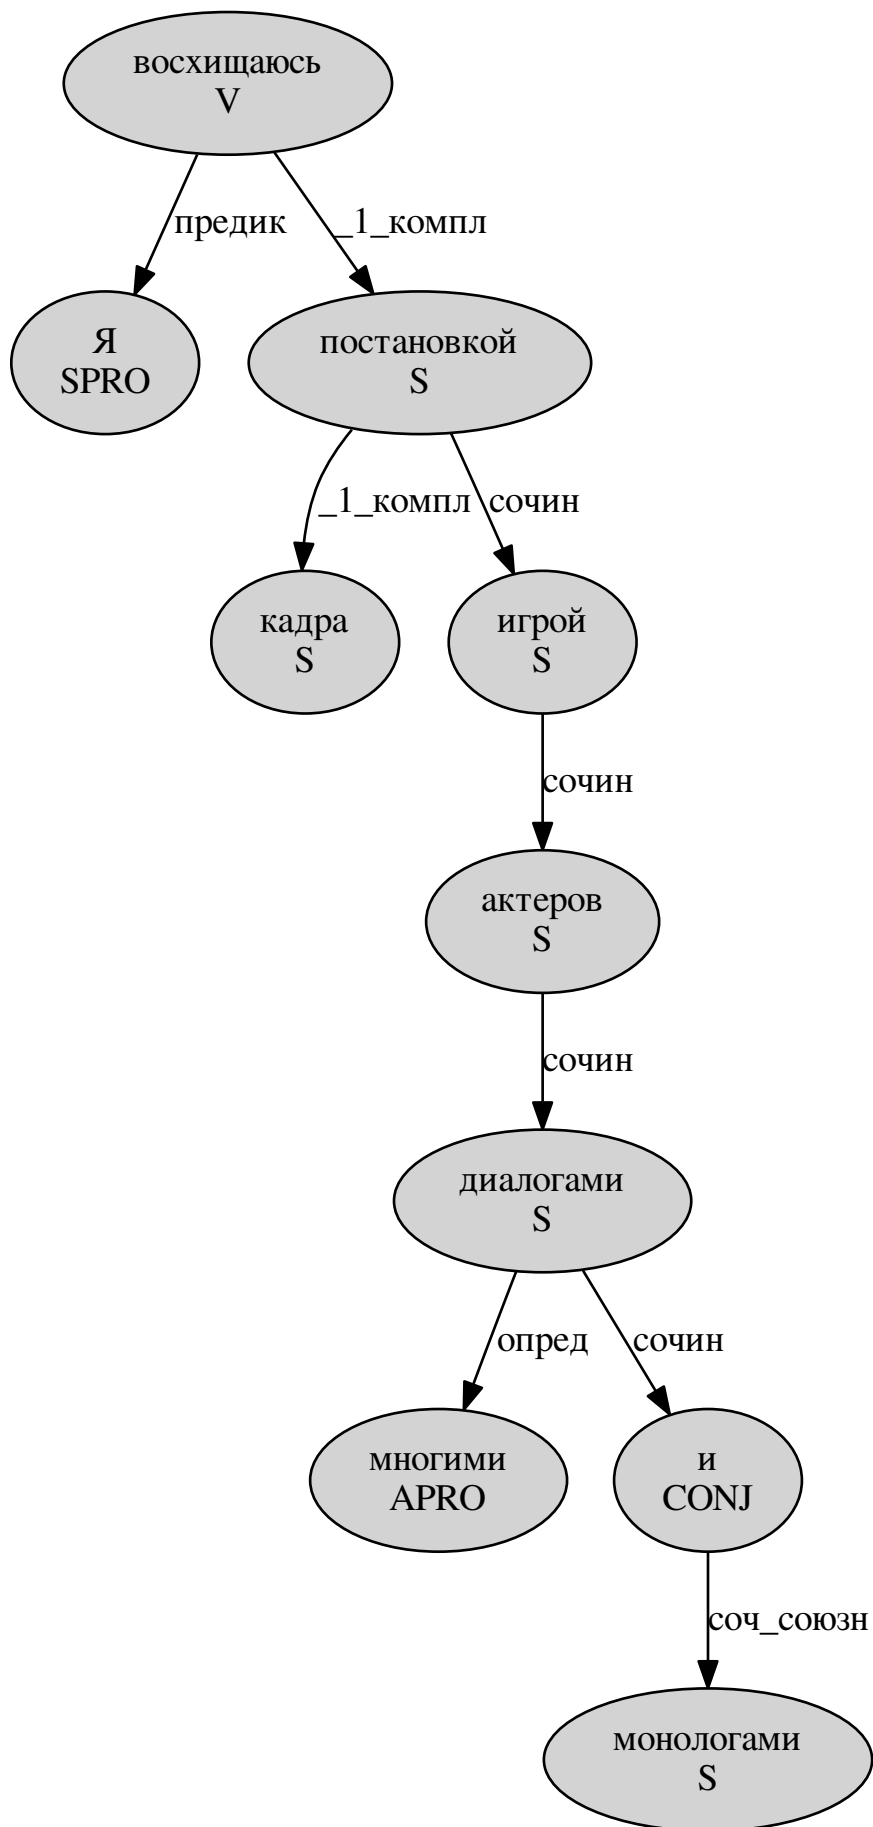 восхищаюсь
V
предик
_1_компл
Я
SPRO
постановкой
S
_1_компл
сочин
кадра
S
игрой
S
сочин
актеров
S
сочин
диалогами
S
опред
сочин
многими
APRO
и
CONJ
соч_союзн
монологами
S